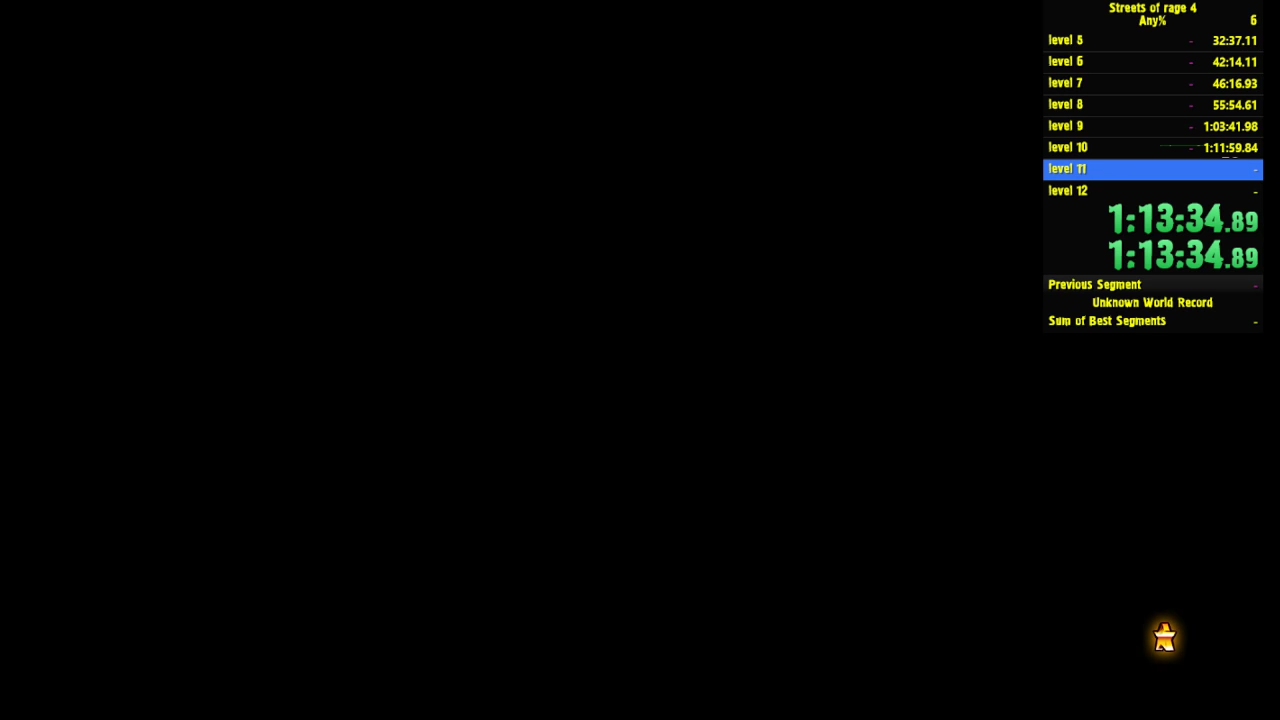 Streets of rage 4
Any% 6
level 5 - 32:37.11
level 6 - 42:14.11
level 7 - 46:16.93
level 8 - 55:54.61
level 9 - 1:03:41.98
level 10 - 1:11:59.84
level 11 -
level 12 -
1:13:34.89
1:13:34.89
Previous Segment -
Unknown World Record
Sum of Best Segments -